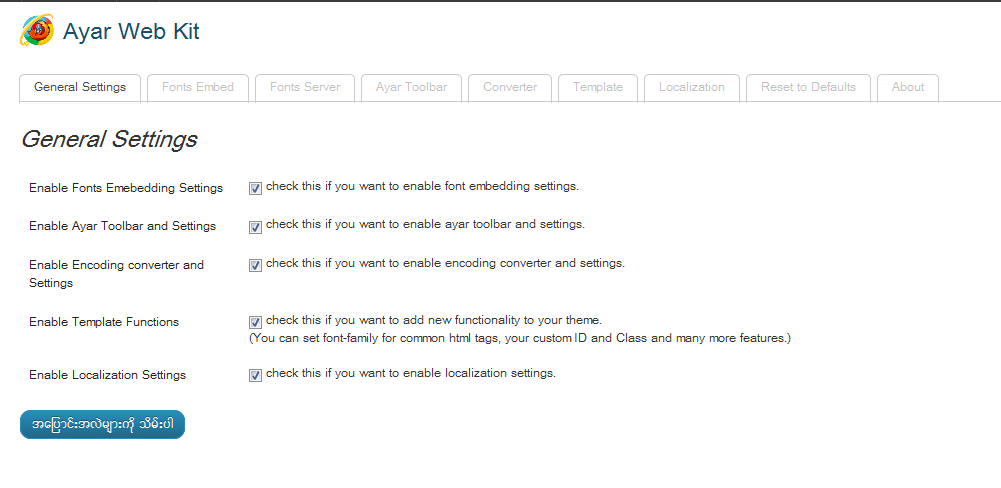 Ayar Web Kit
General Settings
Fonts Embed
Fonts Server
Ayar Toolbar
Converter
Template
Localization
Reset to Defaults
About
General Settings
Enable Fonts Emebedding Settings
check this if you want to enable font embedding settings.
Enable Ayar Toolbar and Settings
check this if you want to enable ayar toolbar and settings.
Enable Encoding converter and
Settings
check this if you want to enable encoding converter and settings.
Enable Template Functions
check this if you want to add new functionality to your theme.
(You can set font-family for common html tags, your custom ID and Class and many more features.)
Enable Localization Settings
check this if you want to enable localization settings.
အပြောင်းအလဲများကို သိမ်းပါ